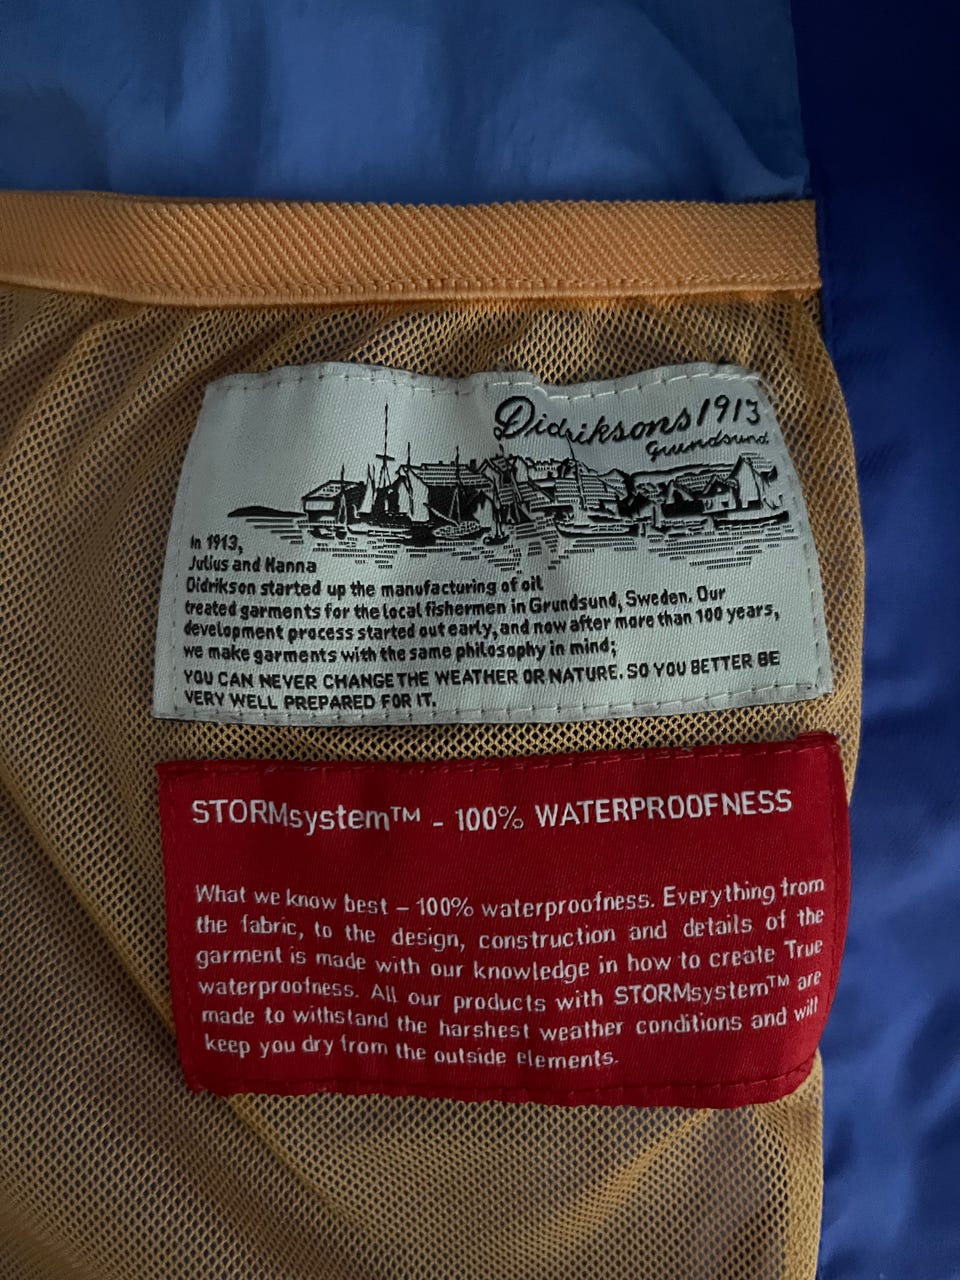 Didriksons 1913
Grundsund
In 1913,
Julius and Hanna
Didrikson started up the manufacturing of oil
treated garments for the local fishermen in Grundsund, Sweden. Our
development process started out early, and now after more than 100 years,
we make garments with the same philosophy in mind;
YOU CAN NEVER CHANGE THE WEATHER OR NATURE. SO YOU BETTER BE
VERY WELL PREPARED FOR IT.
STORMsystem™ - 100% WATERPROOFNESS
What we know best – 100% waterproofness. Everything from
the fabric, to the design, construction and details of the
garment is made with our knowledge in how to create True
waterproofness. All our products with STORMsystem™ are
made to withstand the harshest weather conditions and will
keep you dry from the outside elements.